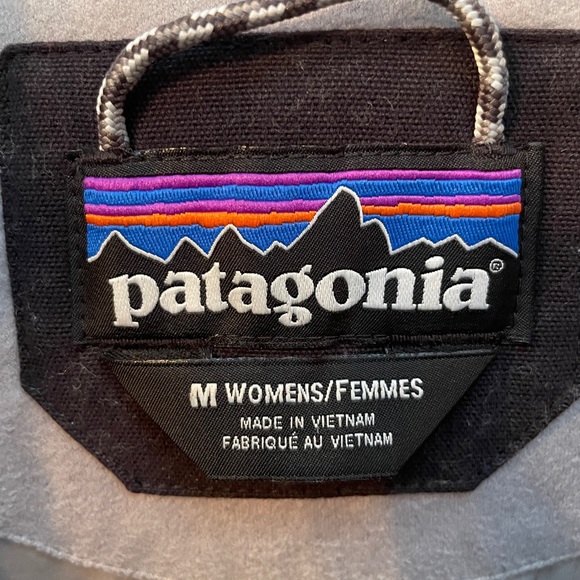 patagonia®
M WOMENS/FEMMES
MADE IN VIETNAM
FABRIQUÉ AU VIETNAM